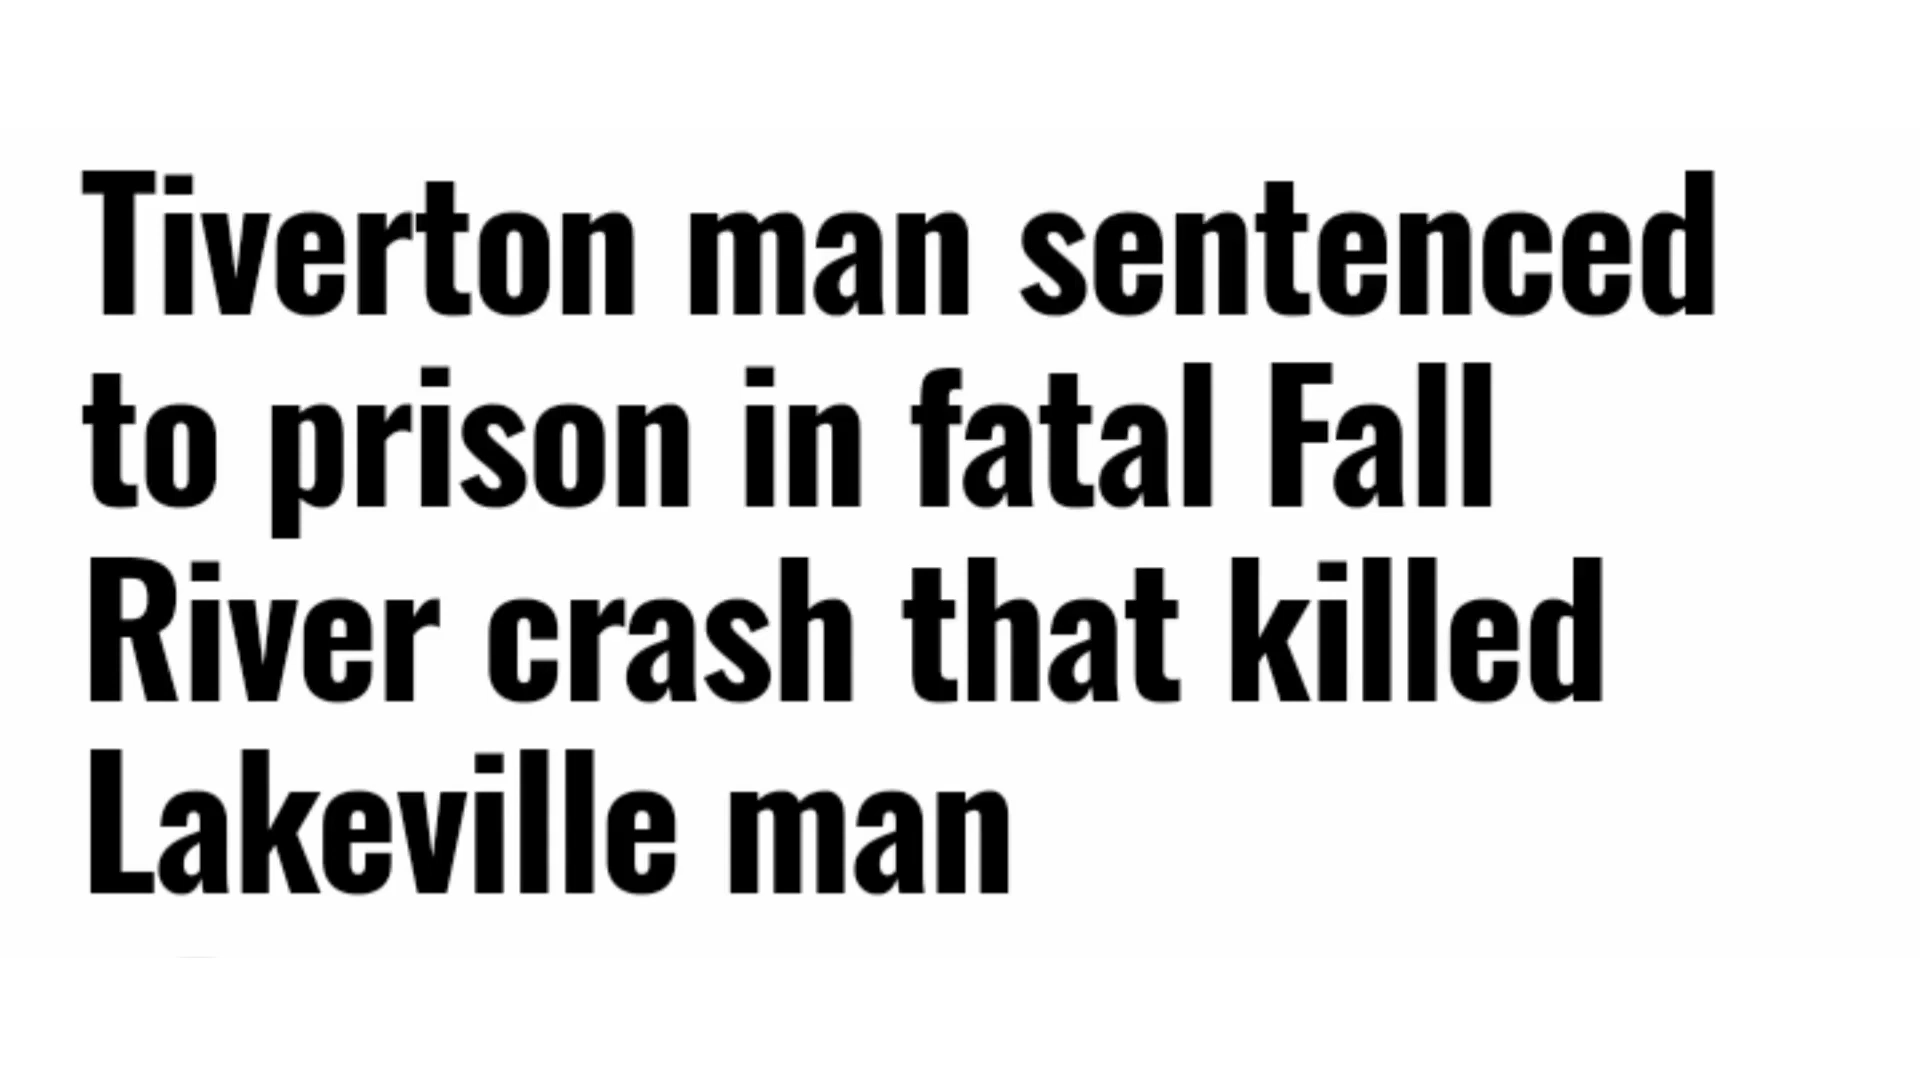 Tiverton man sentenced
to prison in fatal Fall
River crash that killed
Lakeville man